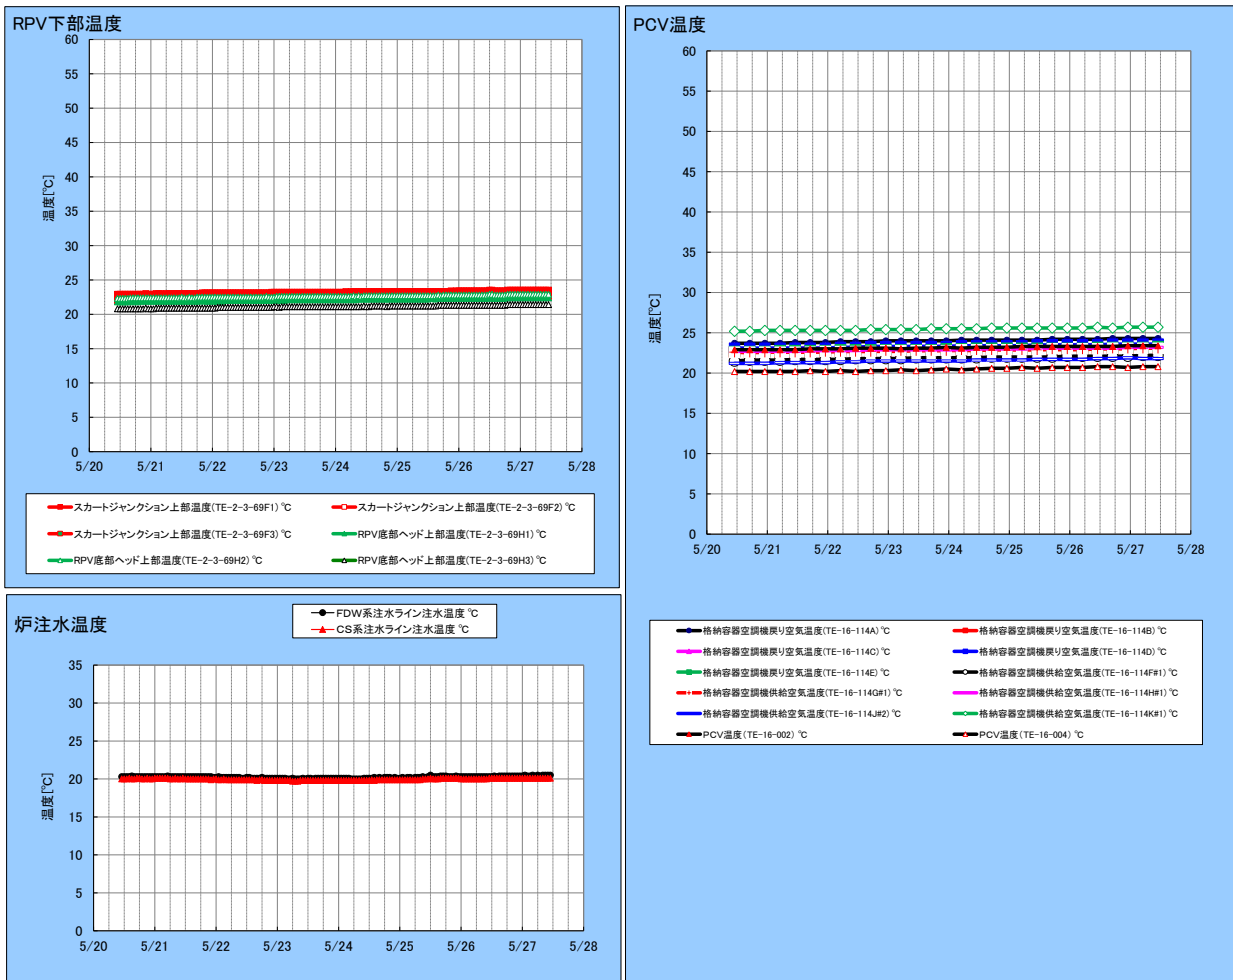 RPV下部温度
60
55
50
45
40
35
30
25
20
15
10
5
0
温度[℃]
5/20 5/21 5/22 5/23 5/24 5/25 5/26 5/27 5/28
スカートジャンクション上部温度(TE-2-3-69F1)℃ スカートジャンクション上部温度(TE-2-3-69F2)℃
スカートジャンクション上部温度(TE-2-3-69F3)℃ RPV底部ヘッド上部温度(TE-2-3-69H1)℃
RPV底部ヘッド上部温度(TE-2-3-69H2)℃ RPV底部ヘッド上部温度(TE-2-3-69H3)℃
炉注水温度
FDW系注水ライン注水温度 ℃
CS系注水ライン注水温度 ℃
35
30
25
20
15
10
5
0
温度[℃]
5/20 5/21 5/22 5/23 5/24 5/25 5/26 5/27 5/28
PCV温度
60
55
50
45
40
35
30
25
20
15
10
5
0
温度[℃]
5/20 5/21 5/22 5/23 5/24 5/25 5/26 5/27 5/28
格納容器空調機戻り空気温度(TE-16-114A)℃ 格納容器空調機戻り空気温度(TE-16-114B)℃
格納容器空調機戻り空気温度(TE-16-114C)℃ 格納容器空調機戻り空気温度(TE-16-114D)℃
格納容器空調機戻り空気温度(TE-16-114E)℃ 格納容器空調機供給空気温度(TE-16-114F#1)℃
格納容器空調機供給空気温度(TE-16-114G#1)℃ 格納容器空調機供給空気温度(TE-16-114H#1)℃
格納容器空調機供給空気温度(TE-16-114J#2)℃ 格納容器空調機供給空気温度(TE-16-114K#1)℃
PCV温度(TE-16-002) ℃ PCV温度(TE-16-004) ℃